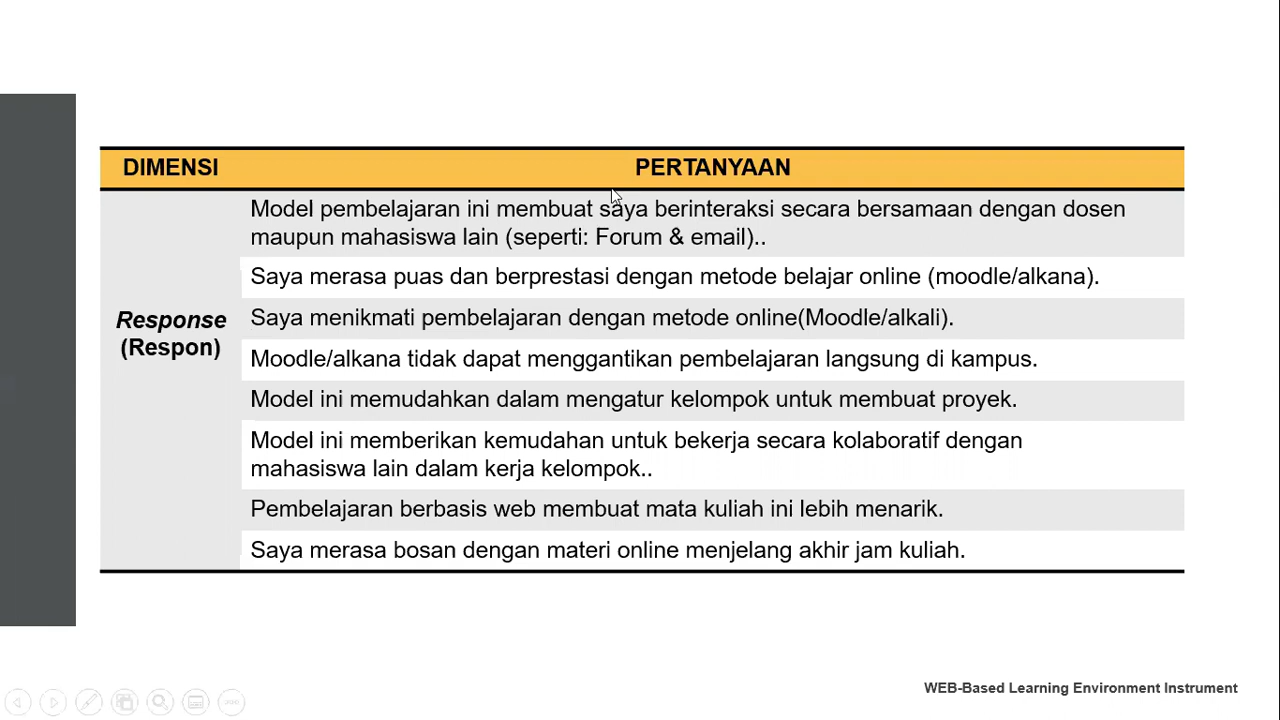 DIMENSI PERTANYAAN
Model pembelajaran ini membuat saya berinteraksi secara bersamaan dengan dosen
maupun mahasiswa lain (seperti: Forum & email)..
Saya merasa puas dan berprestasi dengan metode belajar online (moodle/alkana).
Response
(Respon)
Saya menikmati pembelajaran dengan metode online(Moodle/alkali).
Moodle/alkana tidak dapat menggantikan pembelajaran langsung di kampus.
Model ini memudahkan dalam mengatur kelompok untuk membuat proyek.
Model ini memberikan kemudahan untuk bekerja secara kolaboratif dengan
mahasiswa lain dalam kerja kelompok..
Pembelajaran berbasis web membuat mata kuliah ini lebih menarik.
Saya merasa bosan dengan materi online menjelang akhir jam kuliah.
WEB-Based Learning Environment Instrument